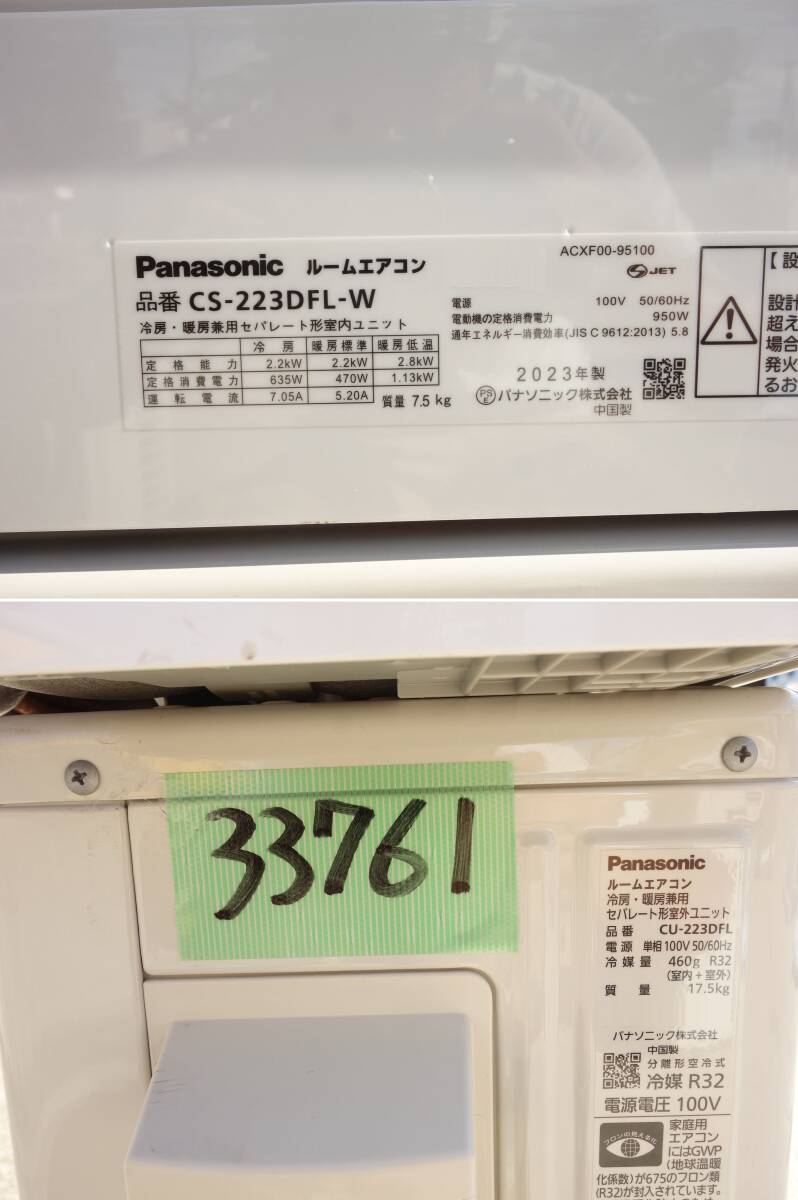 Panasonic ルームエアコン
品番 CS-223DFL-W
冷房・暖房兼用セパレート形室内ユニット
冷房 暖房標準 暖房低温
定格能力 2.2kW 2.2kW 2.8kW
定格消費電力 635W 470W 1.13kW
運転電流 7.05A 5.20A
質量 7.5 kg
ACXF00-95100
JET
電源 100V 50/60Hz
電動機の定格消費電力 950W
通年エネルギー消費効率(JIS C 9612:2013) 5.8
2023年製
PSE パナソニック株式会社
中国製
【設
設計
超え
場合
発火
るお
33761
Panasonic
ルームエアコン
冷房・暖房兼用
セパレート形室外ユニット
品番 CU-223DFL
電源 単相100V 50/60Hz
冷媒量 460g R32
(室内+室外)
質量 17.5kg
パナソニック株式会社
中国製
分離形空冷式
冷媒 R32
電源電圧 100V
フロンの見える化
家庭用
エアコン
にはGWP
(地球温暖
化係数)が675のフロン類
(R32)が封入されています。